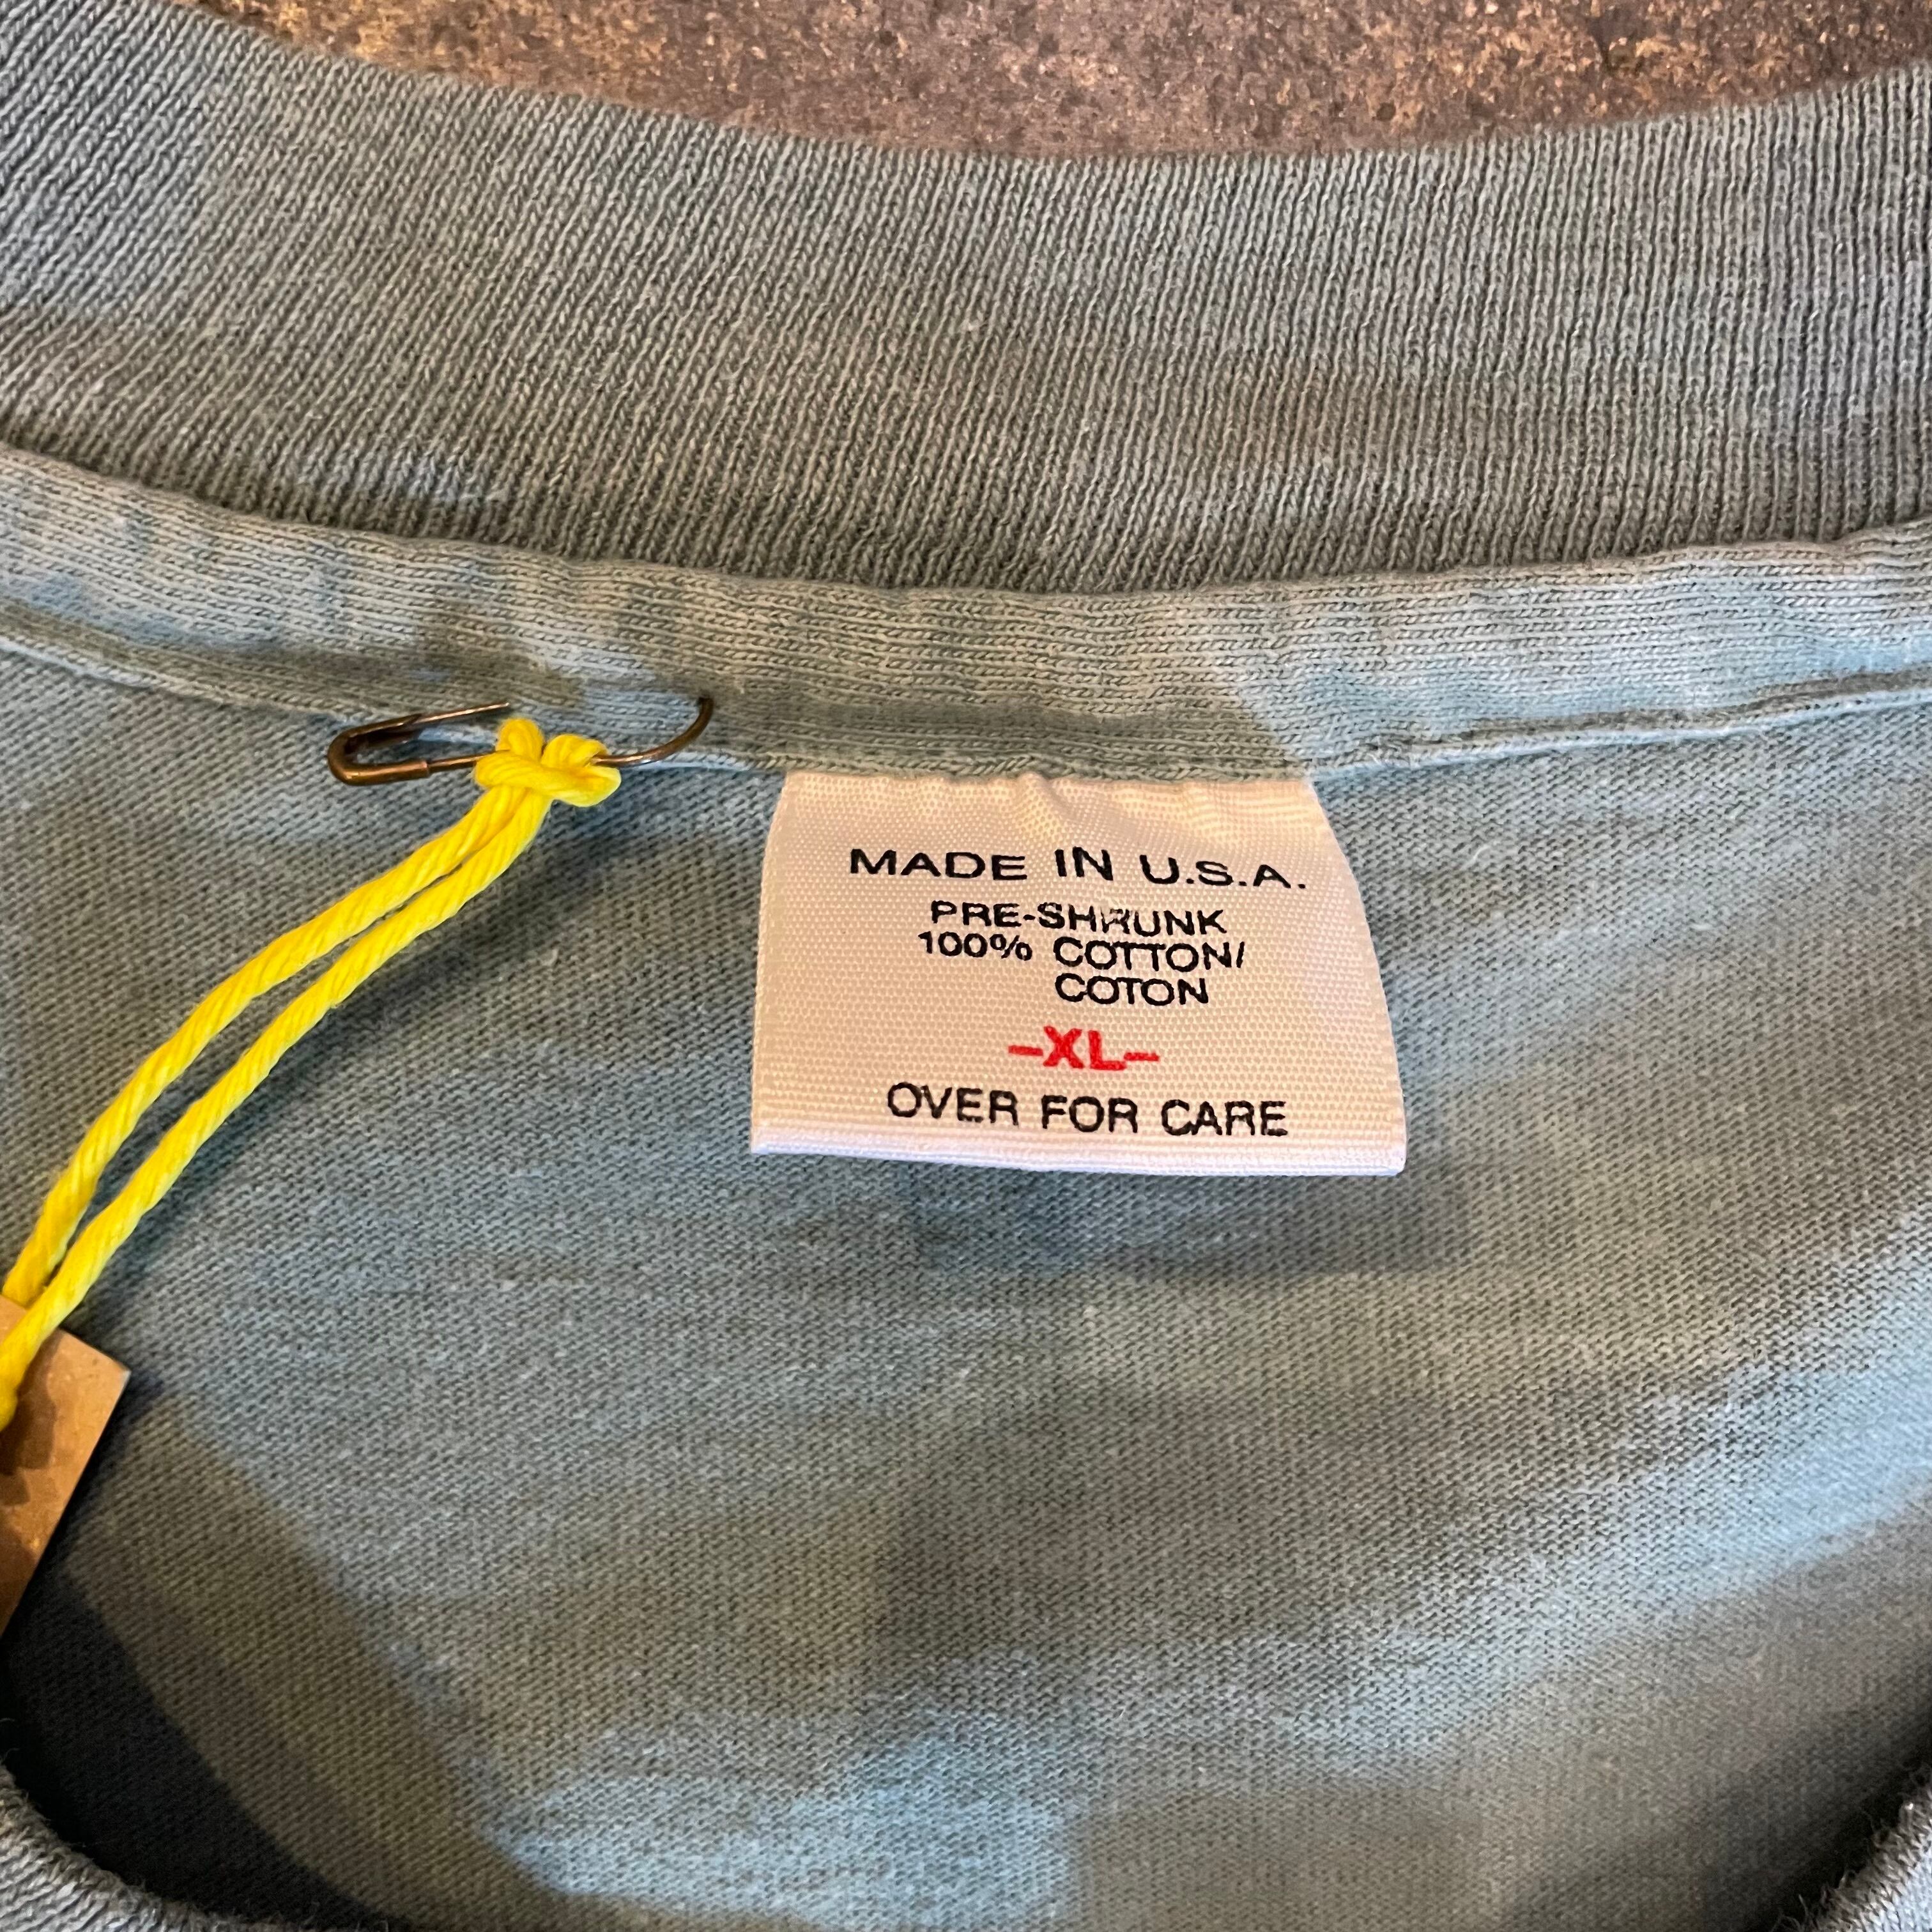 MADE IN U.S.A.
PRE-SHRUNK
100% COTTON/
COTON
-XL-
OVER FOR CARE